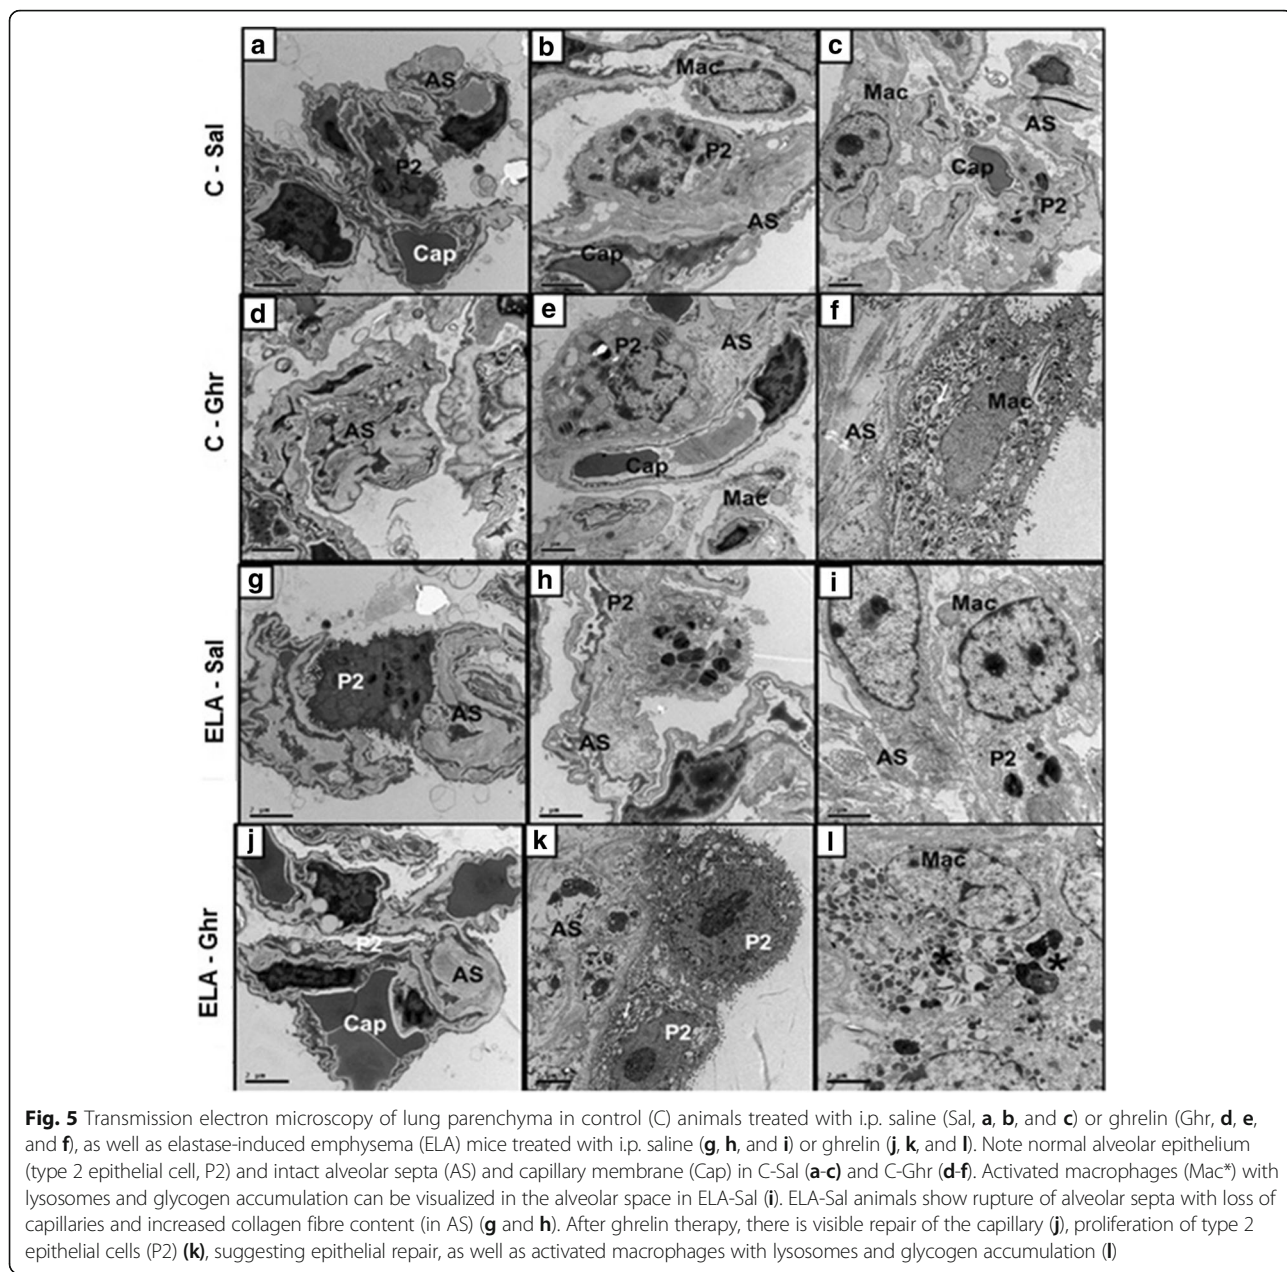 a
b
c
C - Sal
AS
P2
Cap
Mac
P2
AS
Cap
Mac
AS
Cap
P2
d
e
f
C - Ghr
AS
P2
AS
Cap
Mac
Mac
AS
g
h
i
ELA - Sal
P2
AS
2 μm
P2
AS
2 μm
Mac
AS
P2
j
k
l
ELA - Ghr
P2
AS
Cap
2 μm
AS
P2
P2
Mac
*
*
Fig. 5 Transmission electron microscopy of lung parenchyma in control (C) animals treated with i.p. saline (Sal, a, b, and c) or ghrelin (Ghr, d, e,
and f), as well as elastase-induced emphysema (ELA) mice treated with i.p. saline (g, h, and i) or ghrelin (j, k, and l). Note normal alveolar epithelium
(type 2 epithelial cell, P2) and intact alveolar septa (AS) and capillary membrane (Cap) in C-Sal (a-c) and C-Ghr (d-f). Activated macrophages (Mac*) with
lysosomes and glycogen accumulation can be visualized in the alveolar space in ELA-Sal (i). ELA-Sal animals show rupture of alveolar septa with loss of
capillaries and increased collagen fibre content (in AS) (g and h). After ghrelin therapy, there is visible repair of the capillary (j), proliferation of type 2
epithelial cells (P2) (k), suggesting epithelial repair, as well as activated macrophages with lysosomes and glycogen accumulation (l)